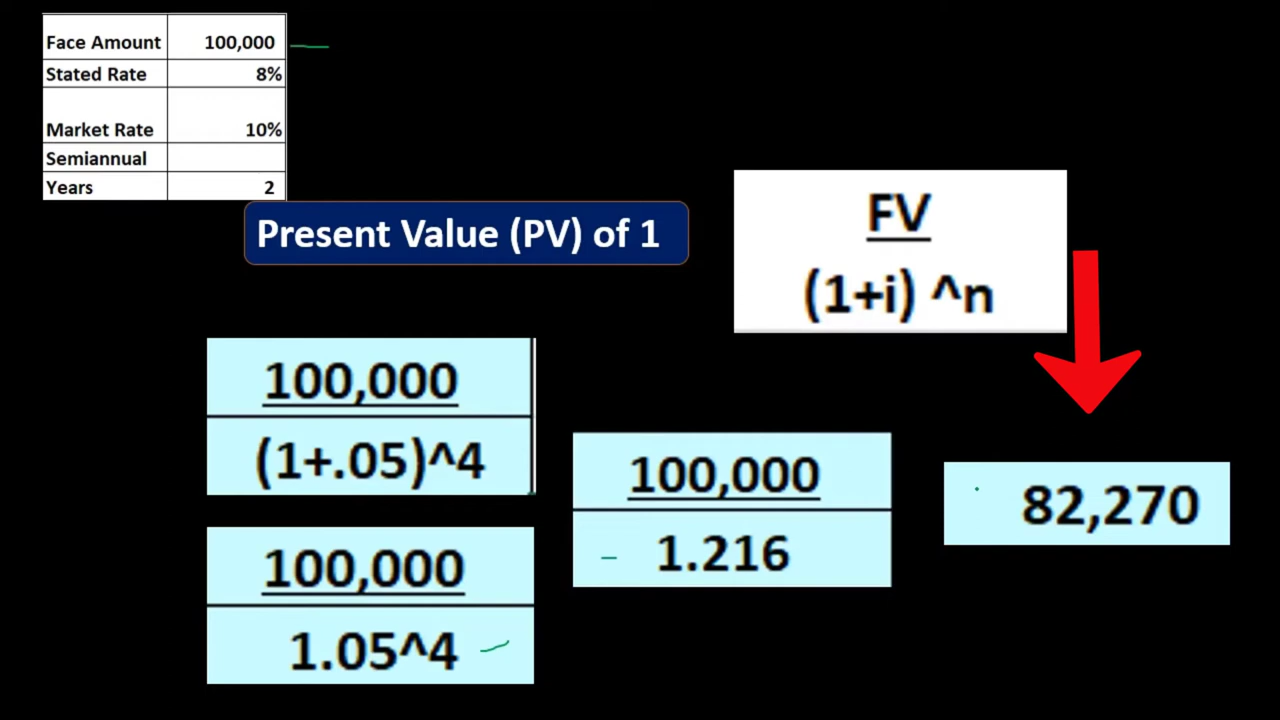 Face Amount 100,000
Stated Rate 8%
Market Rate 10%
Semiannual
Years 2
Present Value (PV) of 1
FV
(1+i) ^n
100,000
(1+.05)^4
100,000
1.05^4
100,000
1.216
82,270